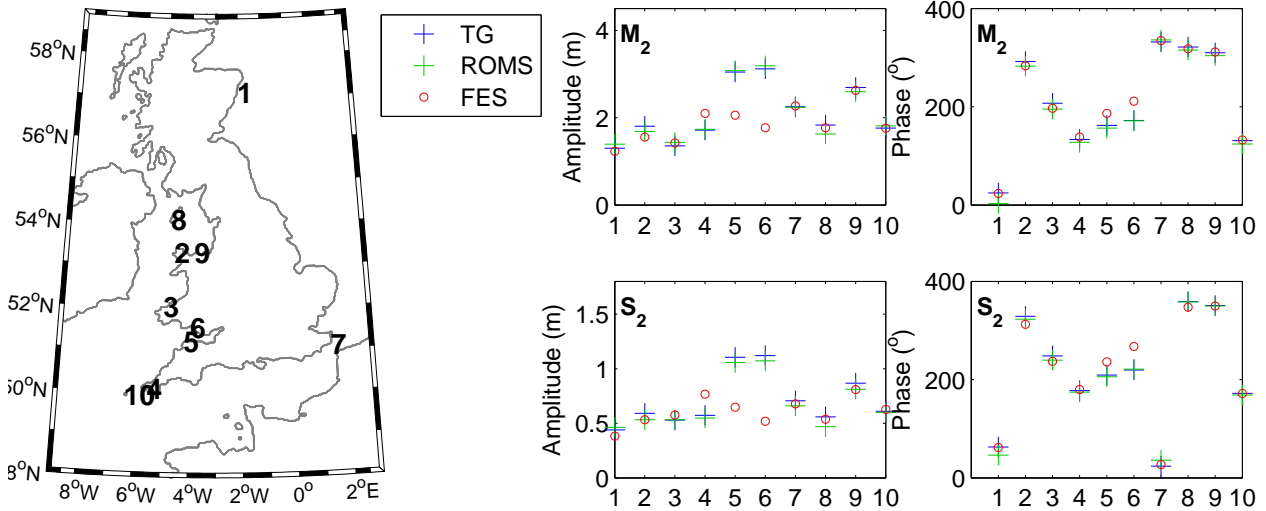 58°N
56°N
54°N
52°N
50°N
8°N
8°W 6°W 4°W 2°W 0° 2°E
1
8
2 9
3
6
5
7
10 4
TG
ROMS
FES
M2
Amplitude (m)
0 2 4
1 2 3 4 5 6 7 8 9 10
M2
Phase (°)
0 200 400
1 2 3 4 5 6 7 8 9 10
S2
Amplitude (m)
0 0.5 1 1.5
1 2 3 4 5 6 7 8 9 10
S2
Phase (°)
0 200 400
1 2 3 4 5 6 7 8 9 10